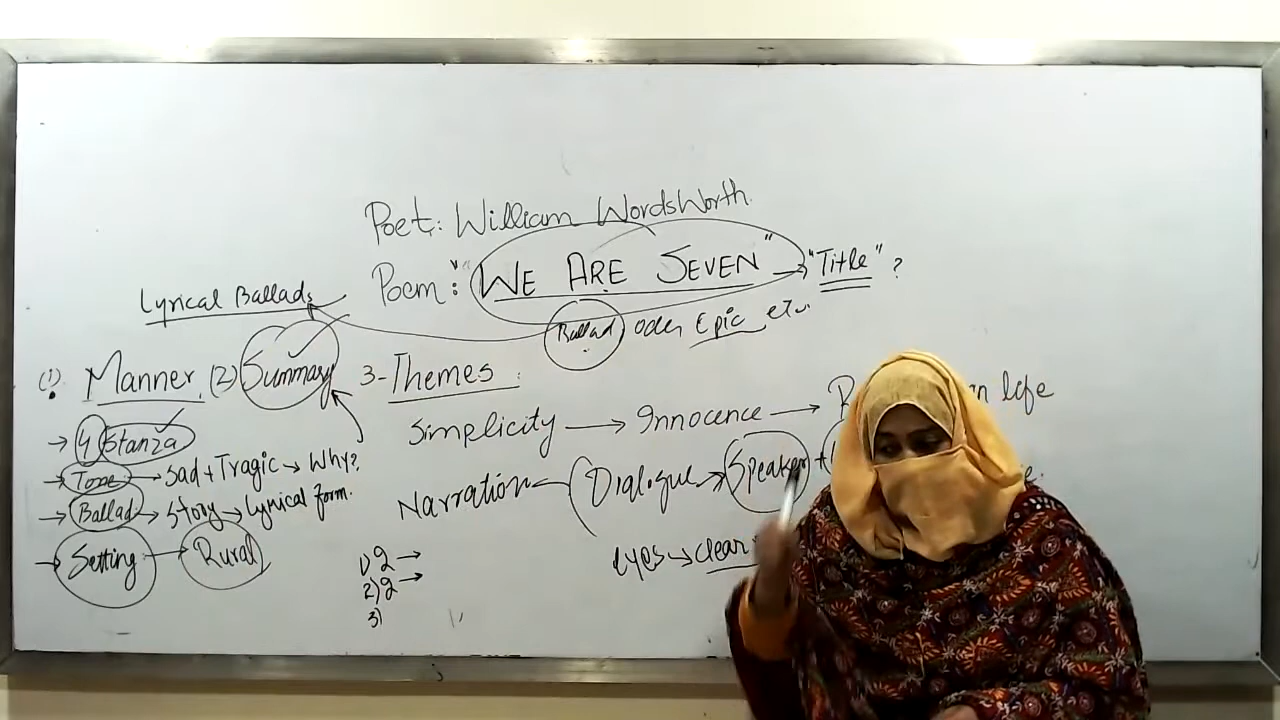 Poet: William WordsWorth
Poem: "WE ARE SEVEN" → "Title" ?
Lyrical Ballads
Ballad odes Epic etc.
(1) Manner (2) Summary 3- Themes
→ 4 Stanza
→ Tone → Sad + Tragic → Why?
→ Ballad → Story → Lyrical form.
→ Setting → Rural
Simplicity → Innocence → life
Narration Dialogue → Speaker +
eyes → clear
1) 2 →
2) 2 →
3)